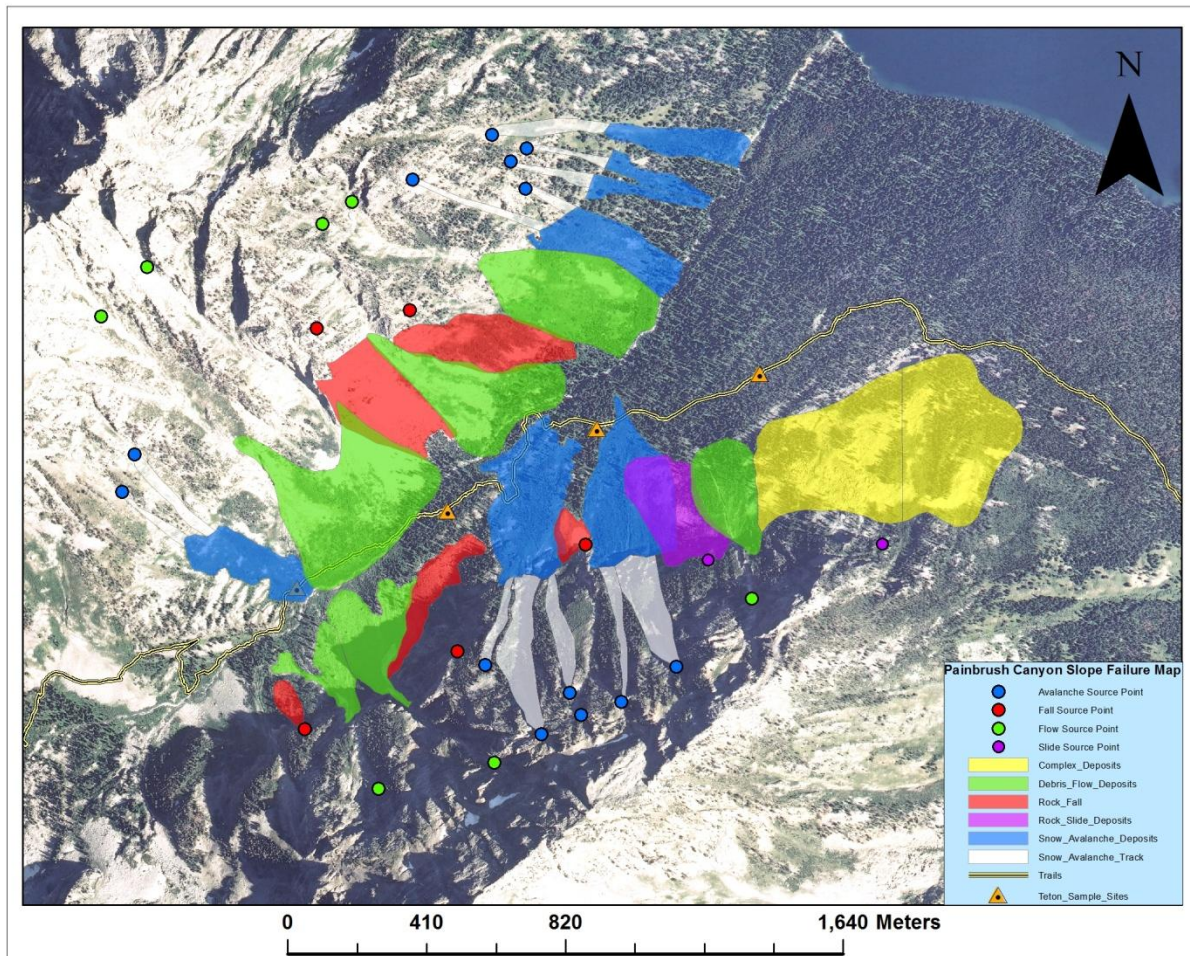 N
Painbrush Canyon Slope Failure Map
Avalanche Source Point
Fall Source Point
Flow Source Point
Slide Source Point
Complex_Deposits
Debris_Flow_Deposits
Rock_Fall
Rock_Slide_Deposits
Snow_Avalanche_Deposits
Snow_Avalanche_Track
Trails
Teton_Sample_Sites
0 410 820 1,640 Meters